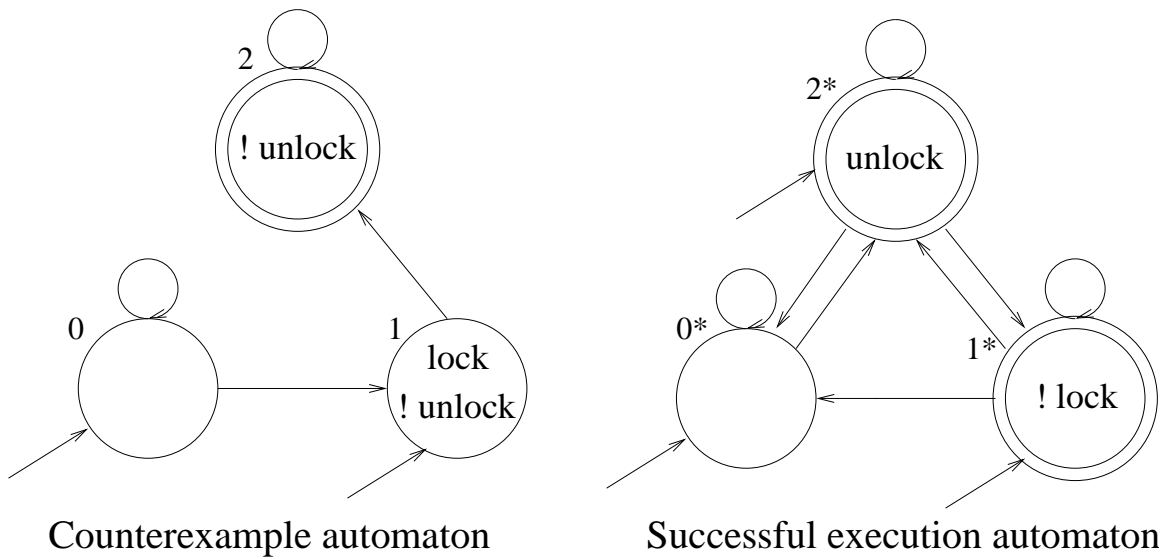 2
! unlock
0
1
lock
! unlock
Counterexample automaton
2*
unlock
0*
1*
! lock
Successful execution automaton